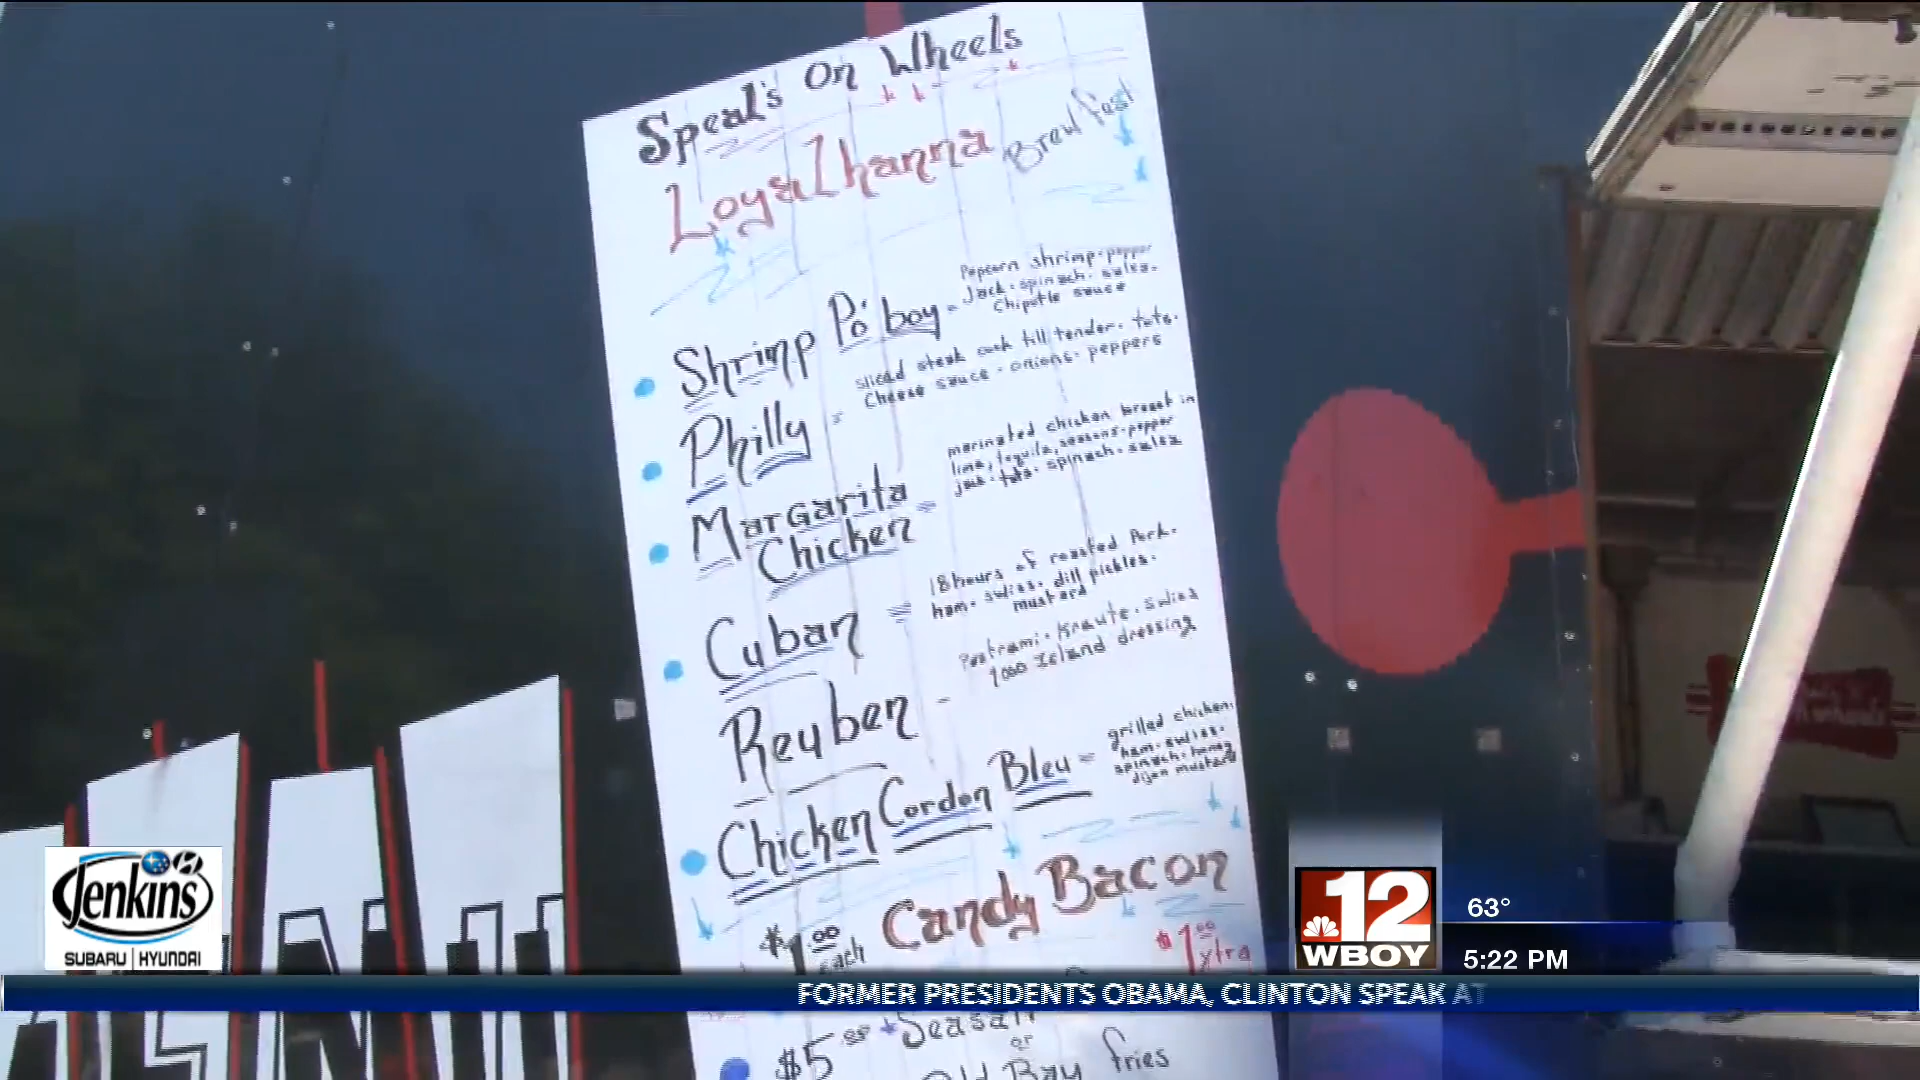 Speal's On Wheels
Loyalhanna Brewfest
Shrimp Po' boy - Popcorn shrimp · pepper
Jack · spinach · salsa ·
Chipotle sauce
Philly = sliced steak cook till tender · tots ·
Cheese sauce · onions · peppers
Margarita
Chicken = marinated chicken breast in
lime, tequila, seasons · pepper
jack · tots · spinach · salsa
Cuban = 18 hours of roasted Pork ·
ham · swiss · dill pickles ·
mustard
Reuben - Pastrami · Kraute · Swiss
1000 Island dressing
Chicken Cordon Bleu = grilled chicken ·
ham · swiss ·
spinach · honey
dijon mustard
Candy Bacon
$1.00 each
$1.00 Xtra
$5 Seasalt
or
Old Bay fries
Jenkins
SUBARU | HYUNDAI
12
WBOY
63°
5:22 PM
FORMER PRESIDENTS OBAMA, CLINTON SPEAK AT